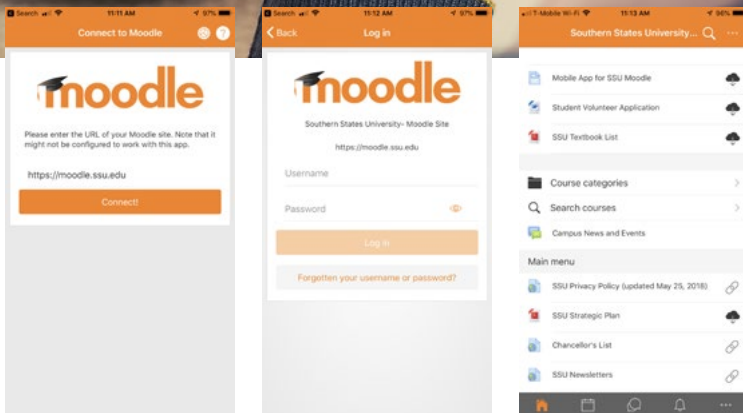 Search 11:11 AM 97%
Connect to Moodle
?
moodle
Please enter the URL of your Moodle site. Note that it
might not be configured to work with this app.
https://moodle.ssu.edu
Connect!
Search 11:12 AM 97%
Back Log in
moodle
Southern States University- Moodle Site
https://moodle.ssu.edu
Username
Password
Log in
Forgotten your username or password?
T-Mobile Wi-Fi 11:13 AM 96%
Southern States University...
Mobile App for SSU Moodle
Student Volunteer Application
SSU Textbook List
Course categories
Search courses
Campus News and Events
Main menu
SSU Privacy Policy (updated May 25, 2018)
SSU Strategic Plan
Chancellor's List
SSU Newsletters